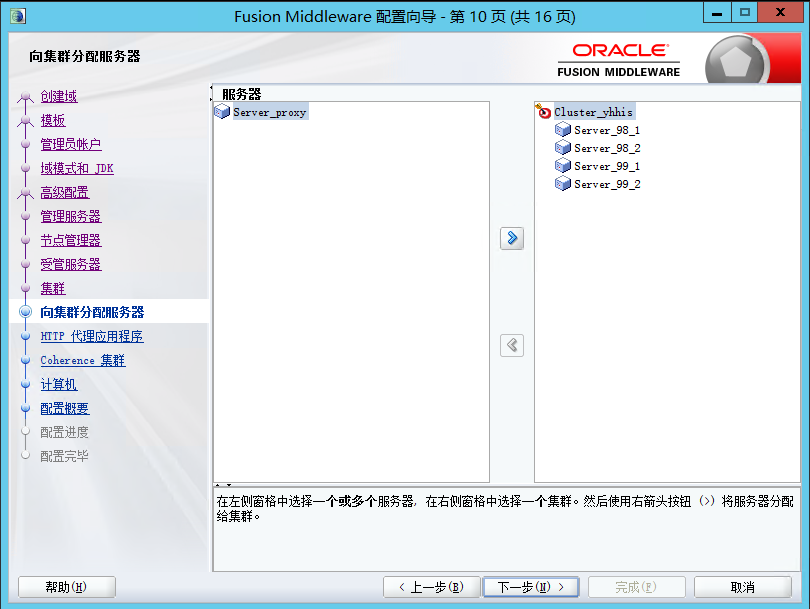 Fusion Middleware 配置向导 - 第 10 页 (共 16 页)
向集群分配服务器
ORACLE
FUSION MIDDLEWARE
创建域
模板
管理员帐户
域模式和 JDK
高级配置
管理服务器
节点管理器
受管服务器
集群
向集群分配服务器
HTTP 代理应用程序
Coherence 集群
计算机
配置概要
配置进度
配置完毕
服务器
Server_proxy
Cluster_yhhis
Server_98_1
Server_98_2
Server_99_1
Server_99_2
在左侧窗格中选择一个或多个服务器, 在右侧窗格中选择一个集群。然后使用右箭头按钮 (>) 将服务器分配
给集群。
帮助(H)
< 上一步(B)
下一步(N) >
完成(F)
取消